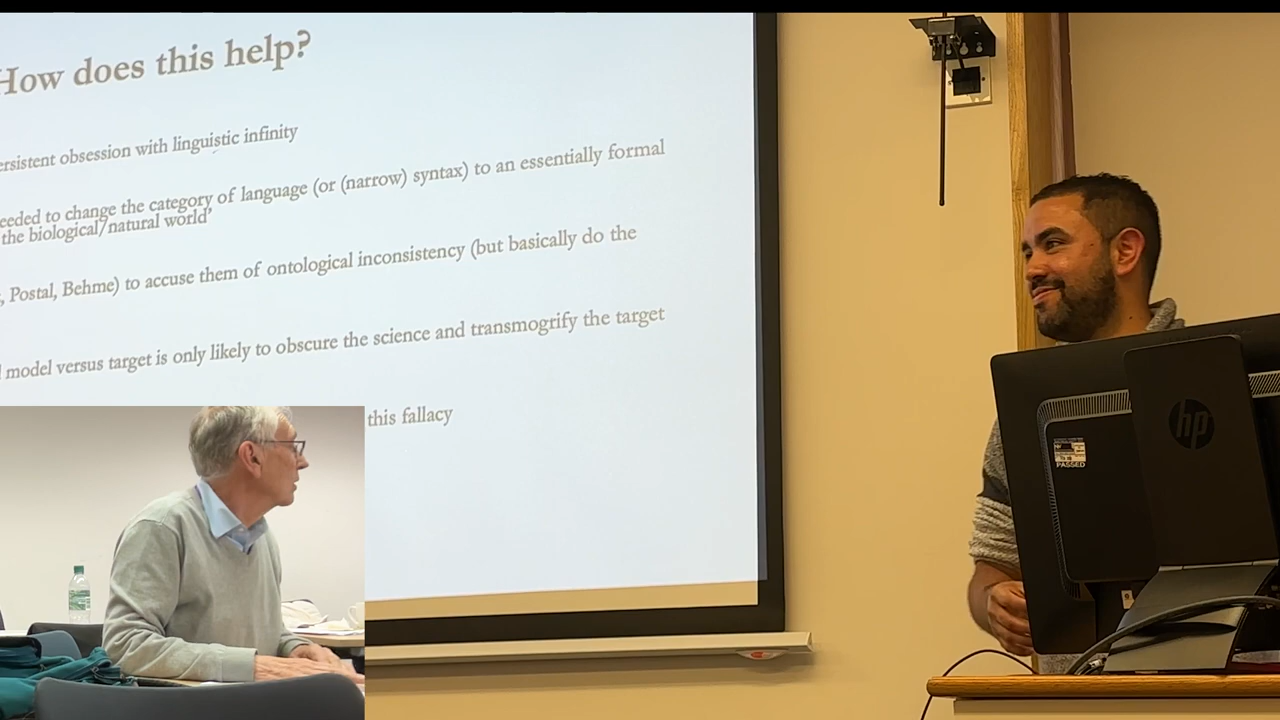 How does this help?
ersistent obsession with linguistic infinity
eeded to change the category of language (or (narrow) syntax) to an essentially formal
the biological/natural world'
, Postal, Behme) to accuse them of ontological inconsistency (but basically do the
model versus target is only likely to obscure the science and transmogrify the target
this fallacy
hp
PASSED